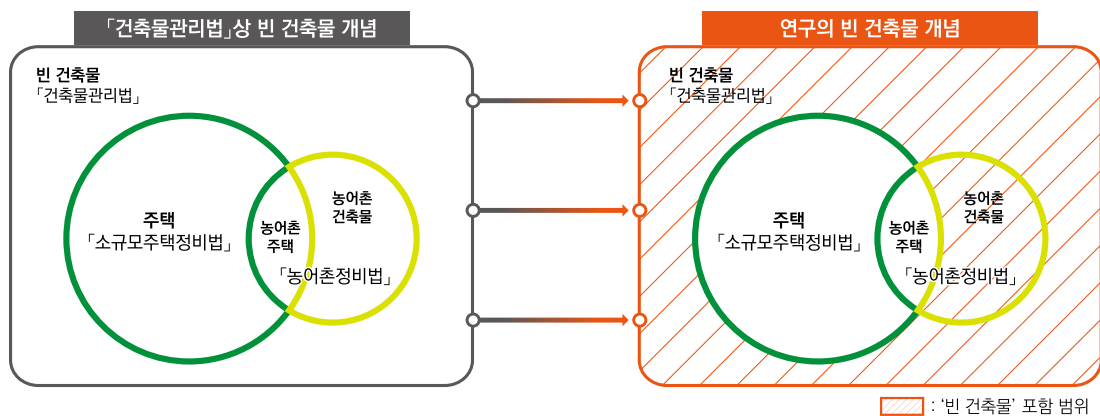 「건축물관리법」상 빈 건축물 개념
빈 건축물
「건축물관리법」
주택
「소규모주택정비법」
농어촌
주택
농어촌
건축물
「농어촌정비법」
연구의 빈 건축물 개념
빈 건축물
「건축물관리법」
주택
「소규모주택정비법」
농어촌
주택
농어촌
건축물
「농어촌정비법」
: ‘빈 건축물’ 포함 범위